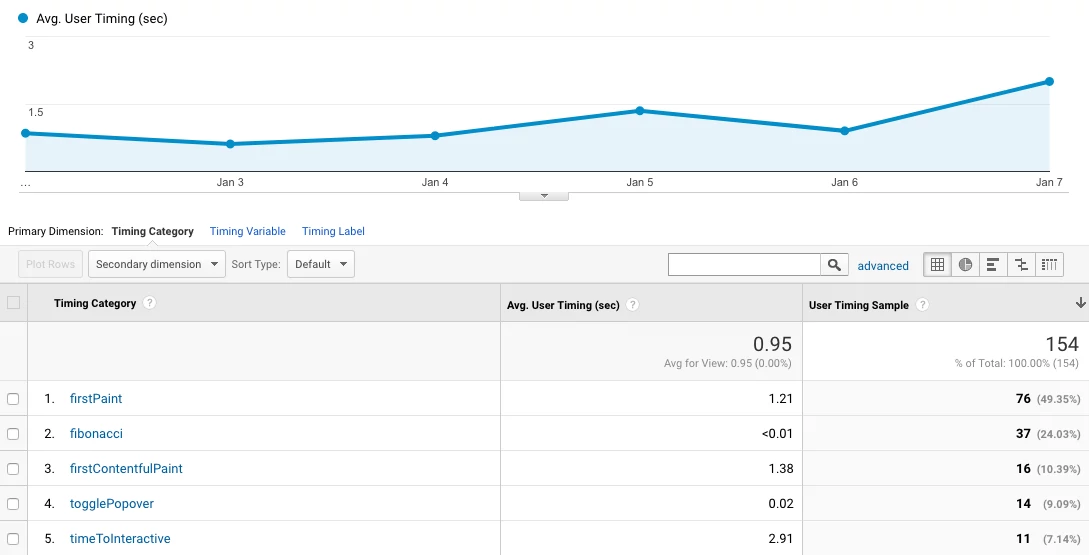 Avg. User Timing (sec)
3
1.5
... Jan 3 Jan 4 Jan 5 Jan 6 Jan 7
Primary Dimension: Timing Category Timing Variable Timing Label
Plot Rows Secondary dimension Sort Type: Default advanced
Timing Category ? Avg. User Timing (sec) ? User Timing Sample ?
0.95 154
Avg for View: 0.95 (0.00%) % of Total: 100.00% (154)
1. firstPaint 1.21 76 (49.35%)
2. fibonacci <0.01 37 (24.03%)
3. firstContentfulPaint 1.38 16 (10.39%)
4. togglePopover 0.02 14 (9.09%)
5. timeToInteractive 2.91 11 (7.14%)